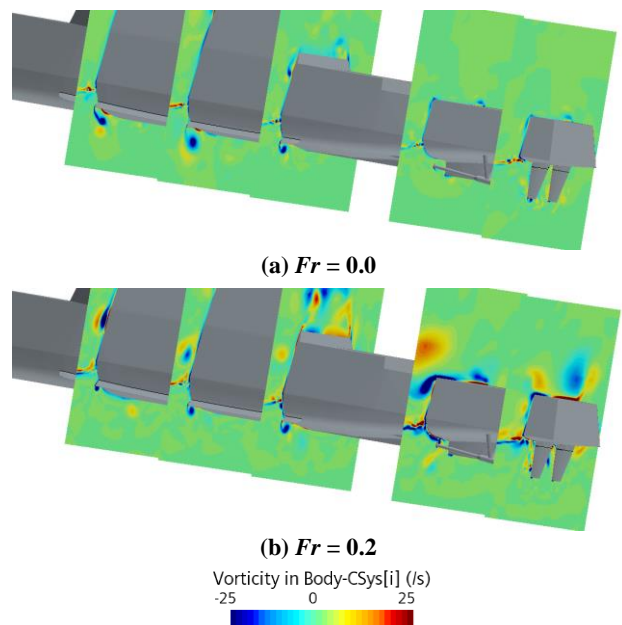 (a) Fr = 0.0
(b) Fr = 0.2
Vorticity in Body-CSys[i] (/s)
-25 0 25